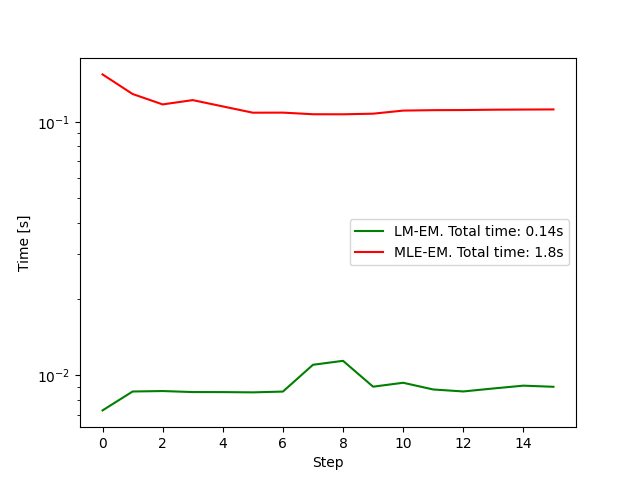 10⁻¹
10⁻²
Time [s]
LM-EM. Total time: 0.14s
MLE-EM. Total time: 1.8s
0 2 4 6 8 10 12 14
Step